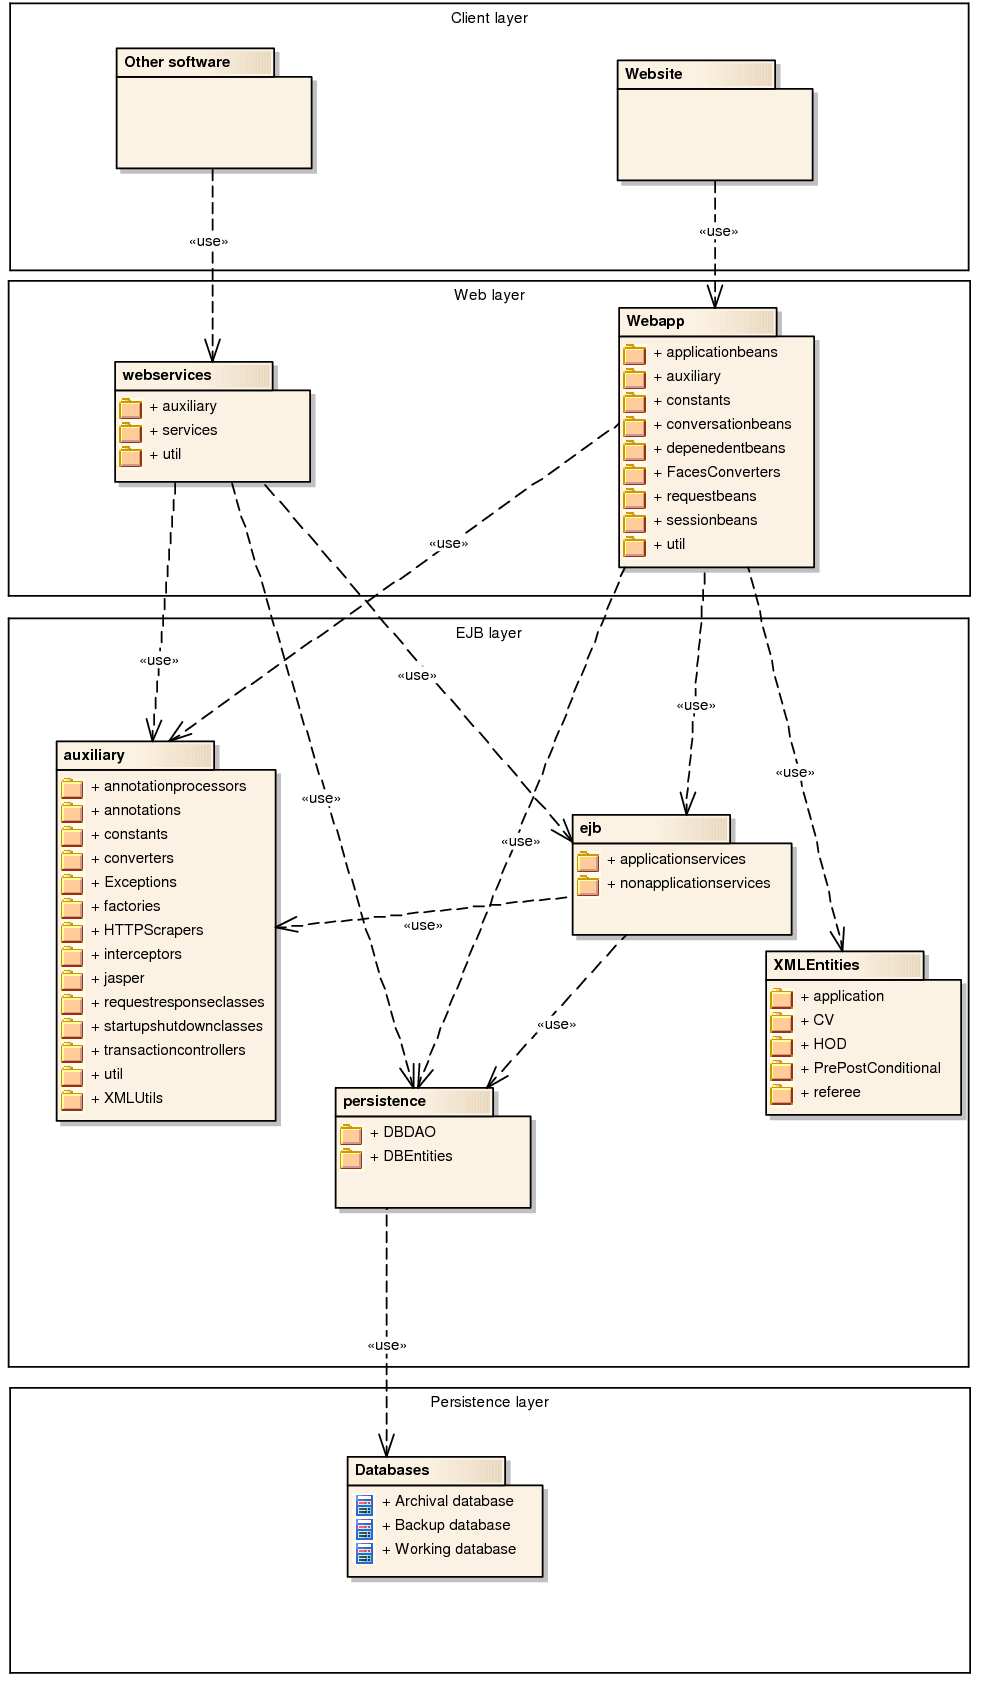 Client layer
Other software
Website
«use»
«use»
Web layer
webservices
+ auxiliary
+ services
+ util
Webapp
+ applicationbeans
+ auxiliary
+ constants
+ conversationbeans
+ depenedentbeans
+ FacesConverters
+ requestbeans
+ sessionbeans
+ util
«use»
EJB layer
«use»
«use»
«use»
«use»
«use»
«use»
auxiliary
+ annotationprocessors
+ annotations
+ constants
+ converters
+ Exceptions
+ factories
+ HTTPScrapers
+ interceptors
+ jasper
+ requestresponseclasses
+ startupshutdownclasses
+ transactioncontrollers
+ util
+ XMLUtils
ejb
+ applicationservices
+ nonapplicationservices
«use»
«use»
XMLEntities
+ application
+ CV
+ HOD
+ PrePostConditional
+ referee
persistence
+ DBDAO
+ DBEntities
«use»
Persistence layer
Databases
+ Archival database
+ Backup database
+ Working database